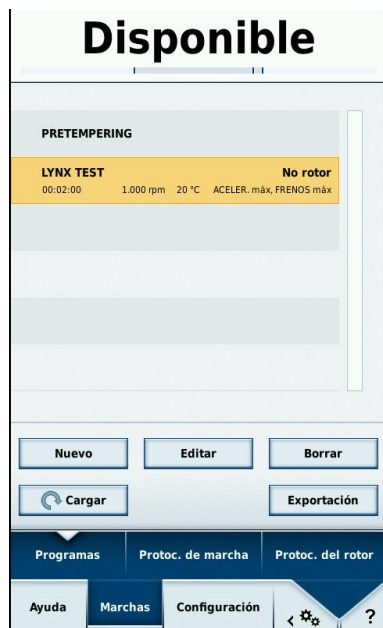 Disponible
PRETEMPERING
LYNX TEST No rotor
00:02:00 1.000 rpm 20 °C ACELER. máx, FRENOS máx
Nuevo Editar Borrar
Cargar Exportación
Programas Protoc. de marcha Protoc. del rotor
Ayuda Marchas Configuración ?